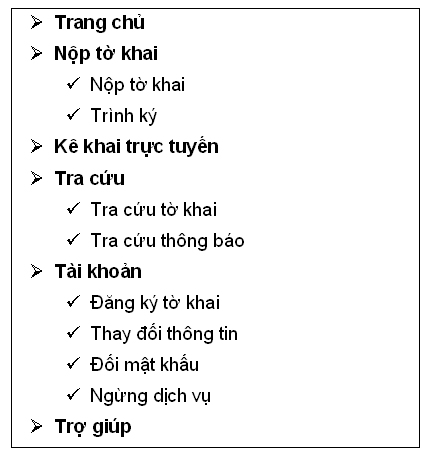 Trang chủ
Nộp tờ khai
Nộp tờ khai
Trình ký
Kê khai trực tuyến
Tra cứu
Tra cứu tờ khai
Tra cứu thông báo
Tài khoản
Đăng ký tờ khai
Thay đổi thông tin
Đổi mật khẩu
Ngừng dịch vụ
Trợ giúp